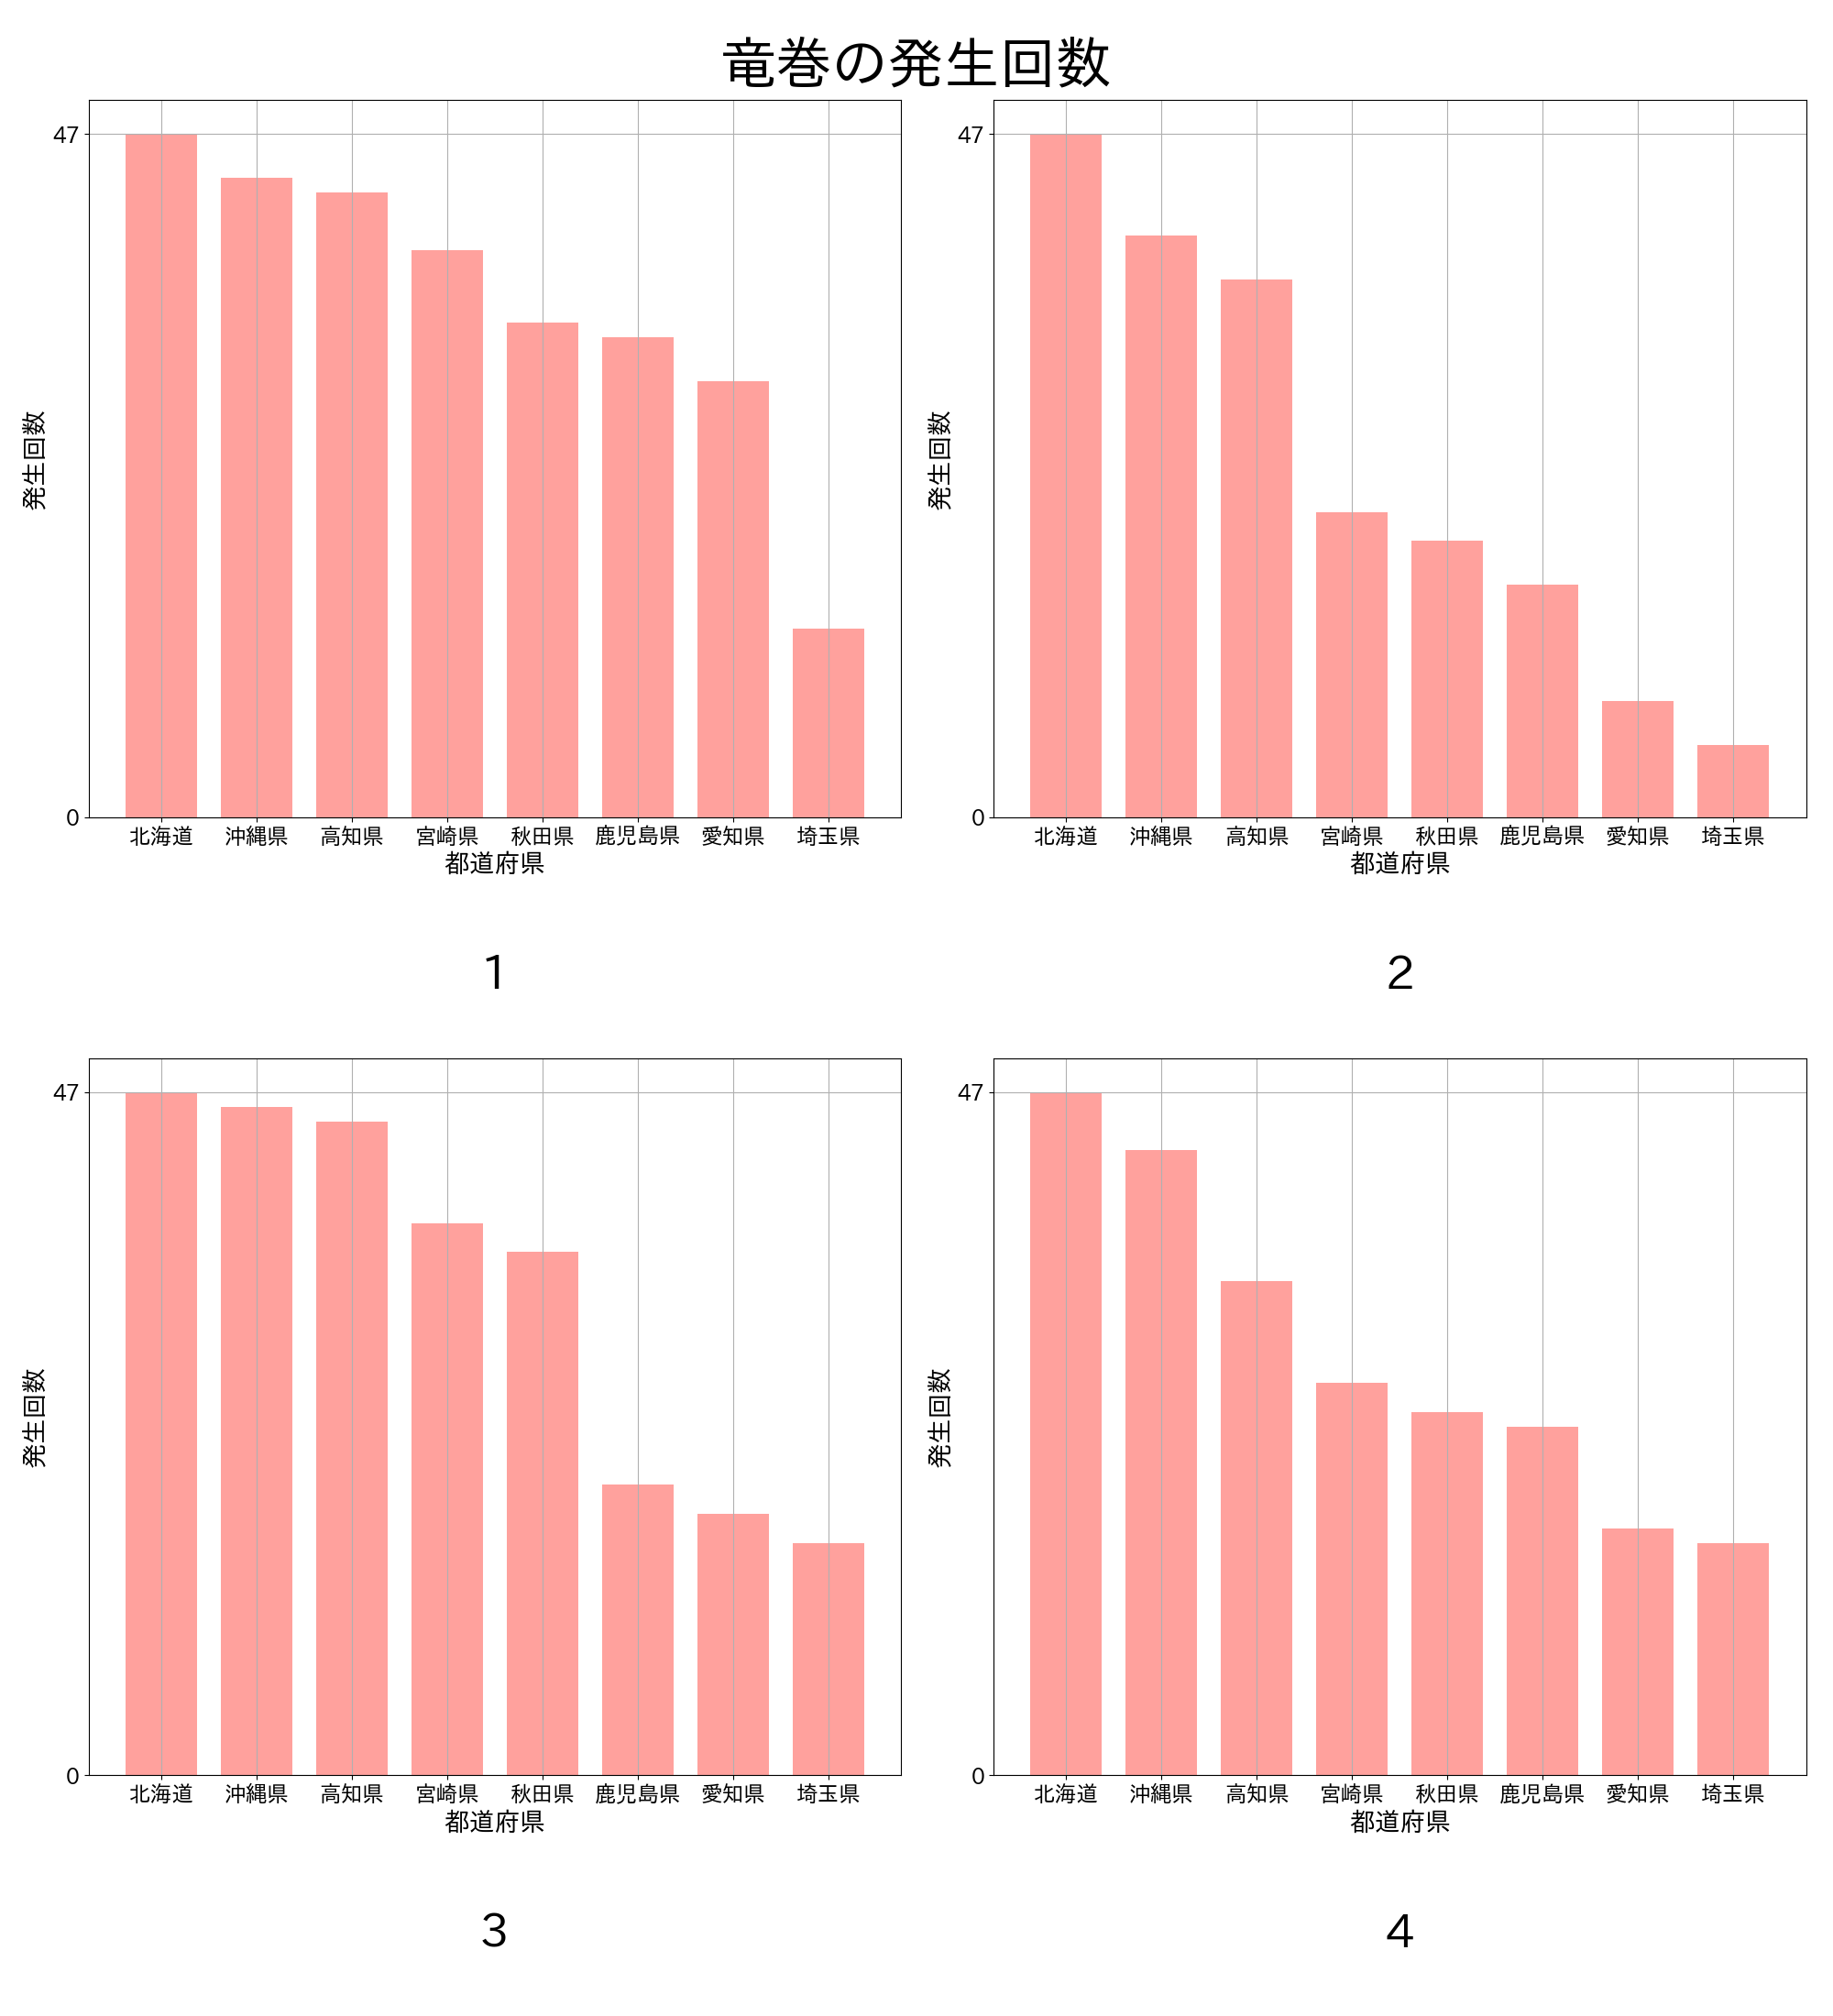 竜巻の発生回数
47
0
発生回数
北海道 沖縄県 高知県 宮崎県 秋田県 鹿児島県 愛知県 埼玉県
都道府県
1
47
0
発生回数
北海道 沖縄県 高知県 宮崎県 秋田県 鹿児島県 愛知県 埼玉県
都道府県
2
47
0
発生回数
北海道 沖縄県 高知県 宮崎県 秋田県 鹿児島県 愛知県 埼玉県
都道府県
3
47
0
発生回数
北海道 沖縄県 高知県 宮崎県 秋田県 鹿児島県 愛知県 埼玉県
都道府県
4